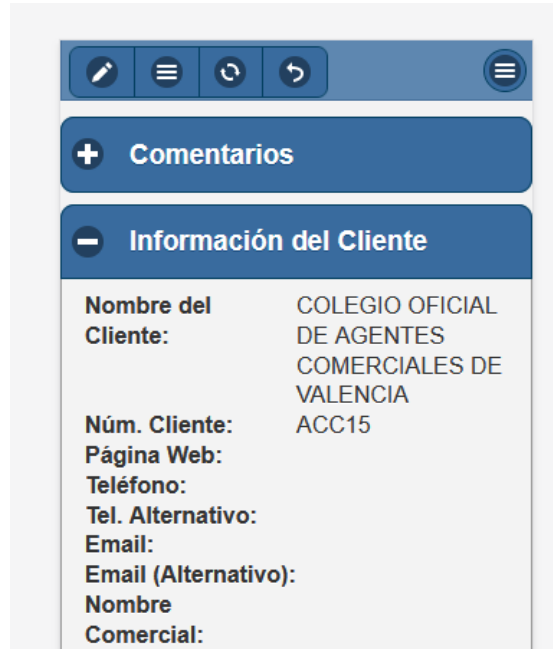 Comentarios
Información del Cliente
Nombre del Cliente: COLEGIO OFICIAL
DE AGENTES
COMERCIALES DE
VALENCIA
Núm. Cliente: ACC15
Página Web:
Teléfono:
Tel. Alternativo:
Email:
Email (Alternativo):
Nombre
Comercial: